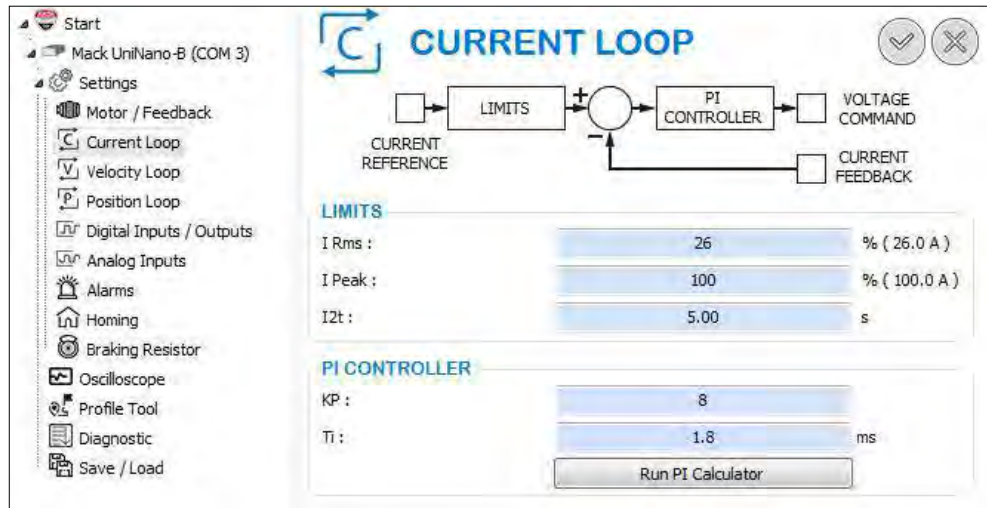 Start
Mack UniNano-B (COM 3)
Settings
Motor / Feedback
Current Loop
Velocity Loop
Position Loop
Digital Inputs / Outputs
Analog Inputs
Alarms
Homing
Braking Resistor
Oscilloscope
Profile Tool
Diagnostic
Save / Load
C
CURRENT LOOP
CURRENT
REFERENCE
LIMITS
+
−
PI
CONTROLLER
VOLTAGE
COMMAND
CURRENT
FEEDBACK
LIMITS
I Rms : 26 % ( 26.0 A )
I Peak : 100 % ( 100.0 A )
I2t : 5.00 s
PI CONTROLLER
KP : 8
Ti : 1.8 ms
Run PI Calculator